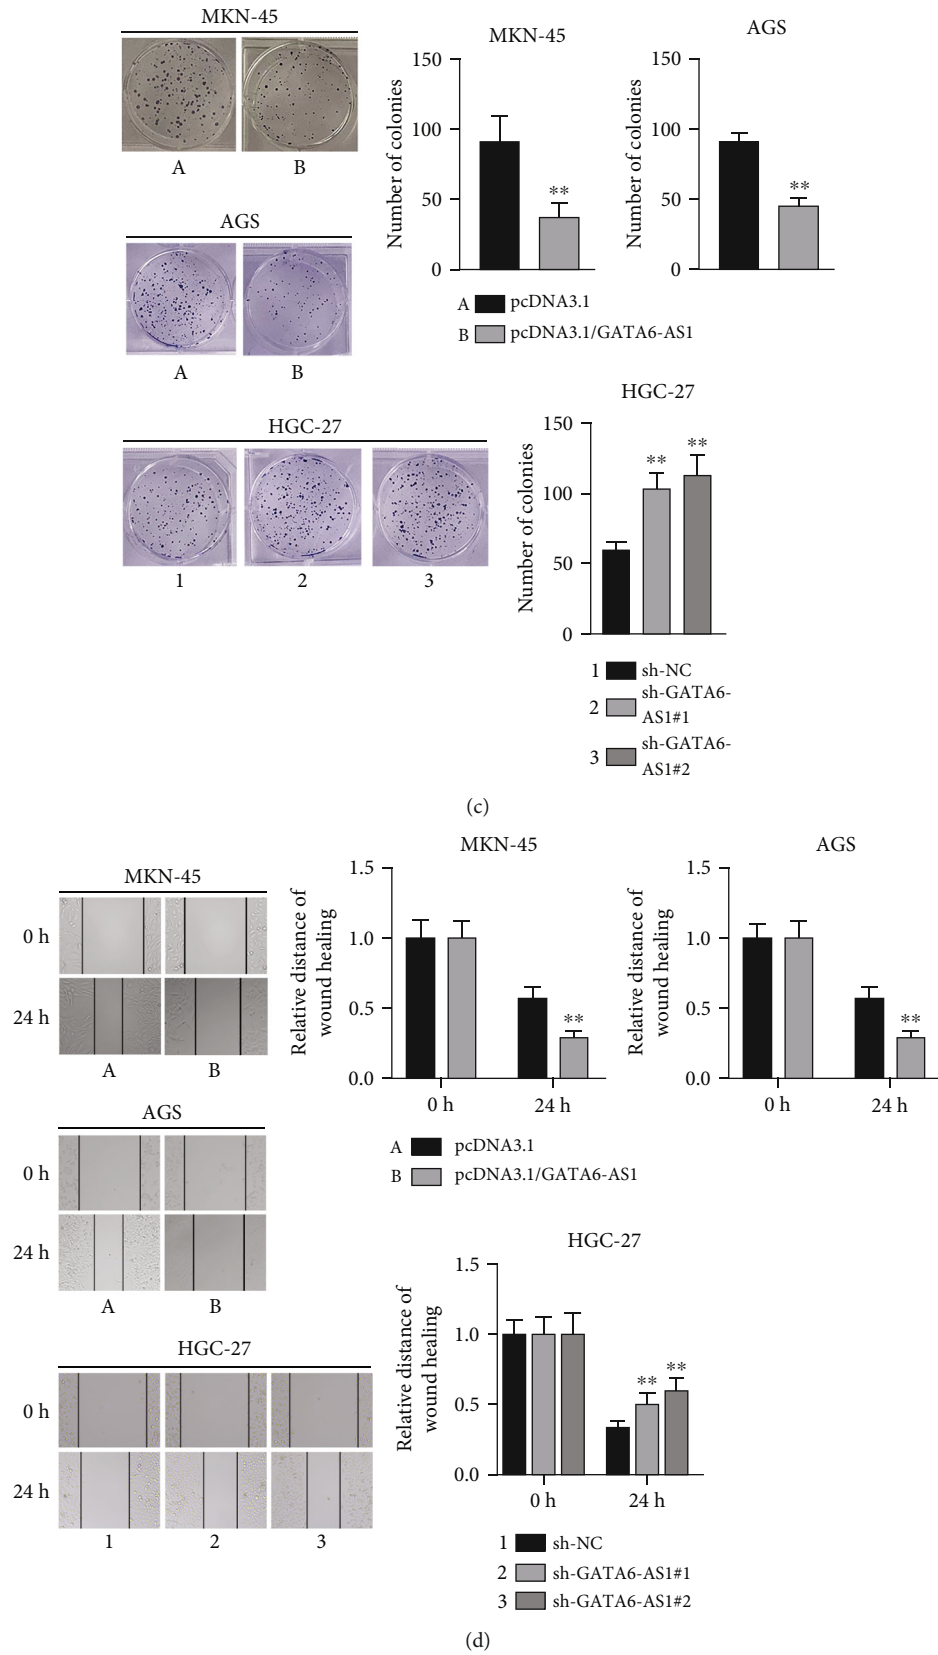 MKN-45
A
B
AGS
A
B
HGC-27
1
2
3
MKN-45
Number of colonies
150
100
50
0
**
AGS
Number of colonies
150
100
50
0
**
A pcDNA3.1
B pcDNA3.1/GATA6-AS1
HGC-27
Number of colonies
150
100
50
0
**
**
1 sh-NC
2 sh-GATA6-
AS1#1
3 sh-GATA6-
AS1#2
(c)
MKN-45
0 h
24 h
A
B
AGS
0 h
24 h
A
B
HGC-27
0 h
24 h
1
2
3
MKN-45
Relative distance of
wound healing
1.5
1.0
0.5
0.0
**
0 h
24 h
AGS
Relative distance of
wound healing
1.5
1.0
0.5
0.0
**
0 h
24 h
A pcDNA3.1
B pcDNA3.1/GATA6-AS1
HGC-27
Relative distance of
wound healing
1.5
1.0
0.5
0.0
**
**
0 h
24 h
1 sh-NC
2 sh-GATA6-AS1#1
3 sh-GATA6-AS1#2
(d)